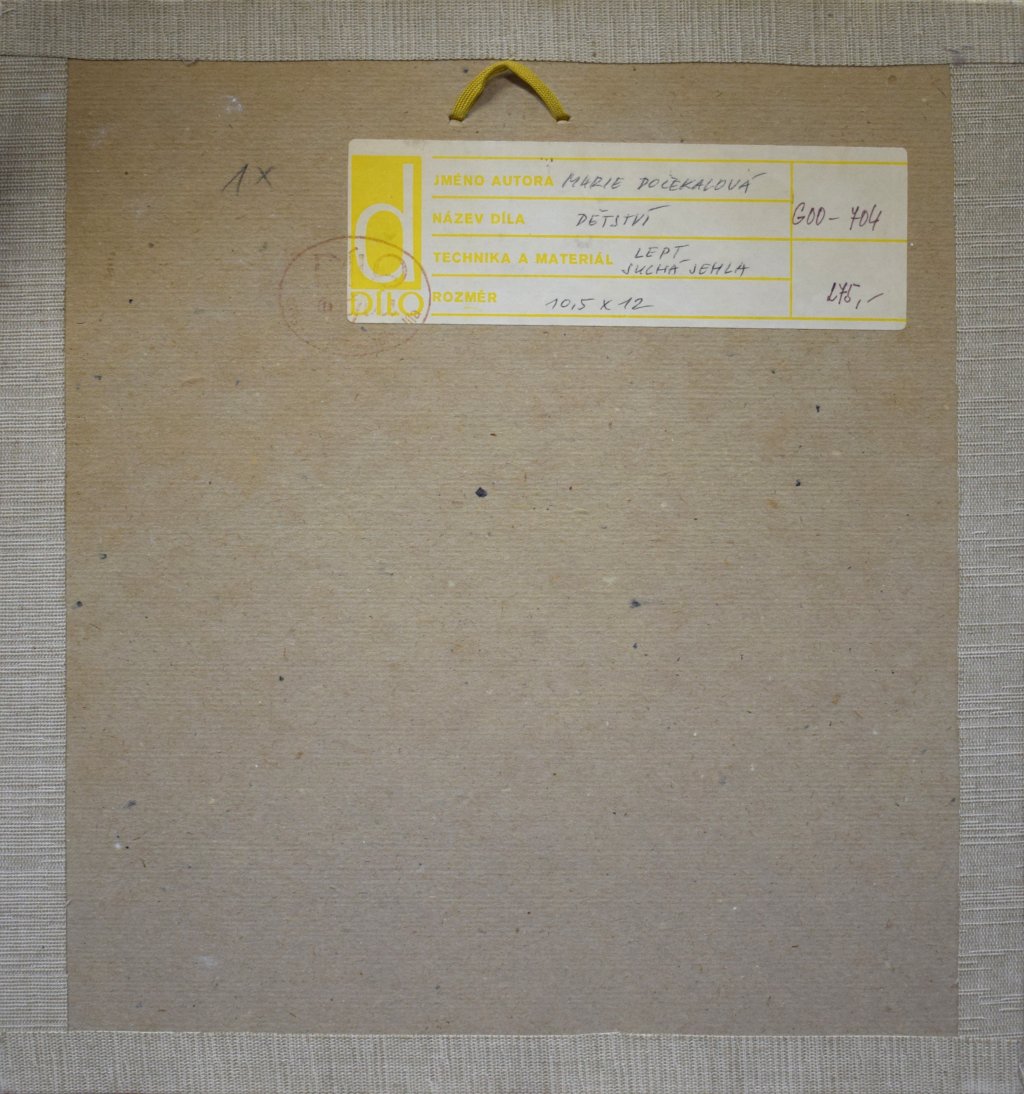 1x
JMÉNO AUTORA MARIE DOČEKALOVÁ
NÁZEV DÍLA DĚTSTVÍ
G00-704
TECHNIKA A MATERIÁL LEPT
SUCHÁ JEHLA
ROZMĚR 10,5 x 12
275,-
d
DÍLO